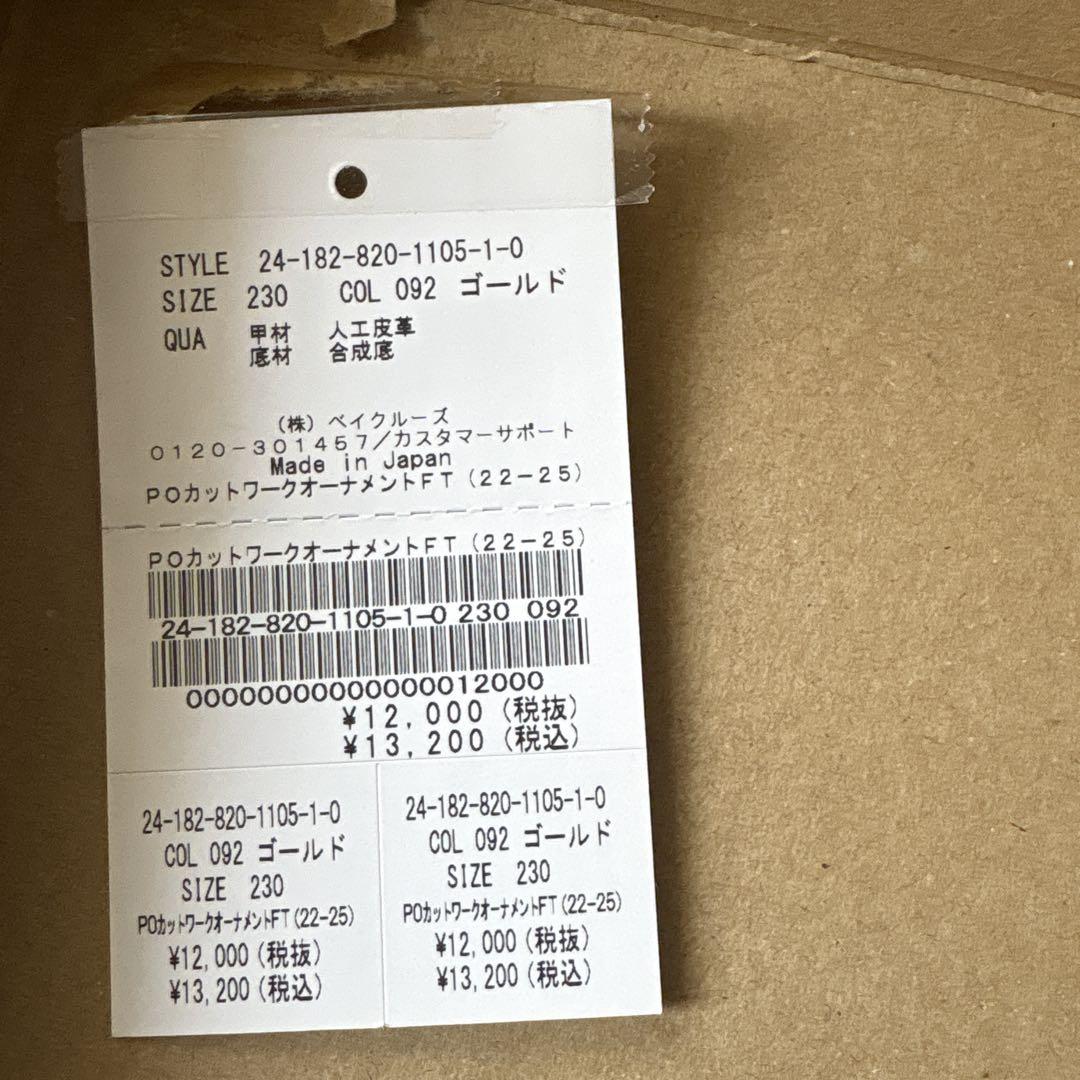 STYLE 24-182-820-1105-1-0
SIZE 230 COL 092 ゴールド
QUA 甲材 人工皮革
底材 合成底
(株) ベイクルーズ
0120-301457/カスタマーサポート
Made in Japan
POカットワークオーナメントFT(22-25)
POカットワークオーナメントFT(22-25)
24-182-820-1105-1-0 230 092
00000000000000012000
¥12,000(税抜)
¥13,200(税込)
24-182-820-1105-1-0
COL 092 ゴールド
SIZE 230
POカットワークオーナメントFT(22-25)
¥12,000(税抜)
¥13,200(税込)
24-182-820-1105-1-0
COL 092 ゴールド
SIZE 230
POカットワークオーナメントFT(22-25)
¥12,000(税抜)
¥13,200(税込)